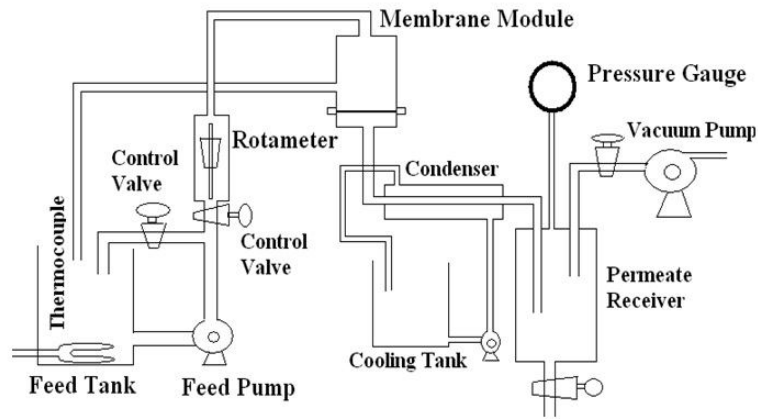 Membrane Module
Pressure Gauge
Vacuum Pump
Rotameter
Control
Valve
Condenser
Control
Valve
Thermocouple
Permeate
Receiver
Cooling Tank
Feed Tank
Feed Pump